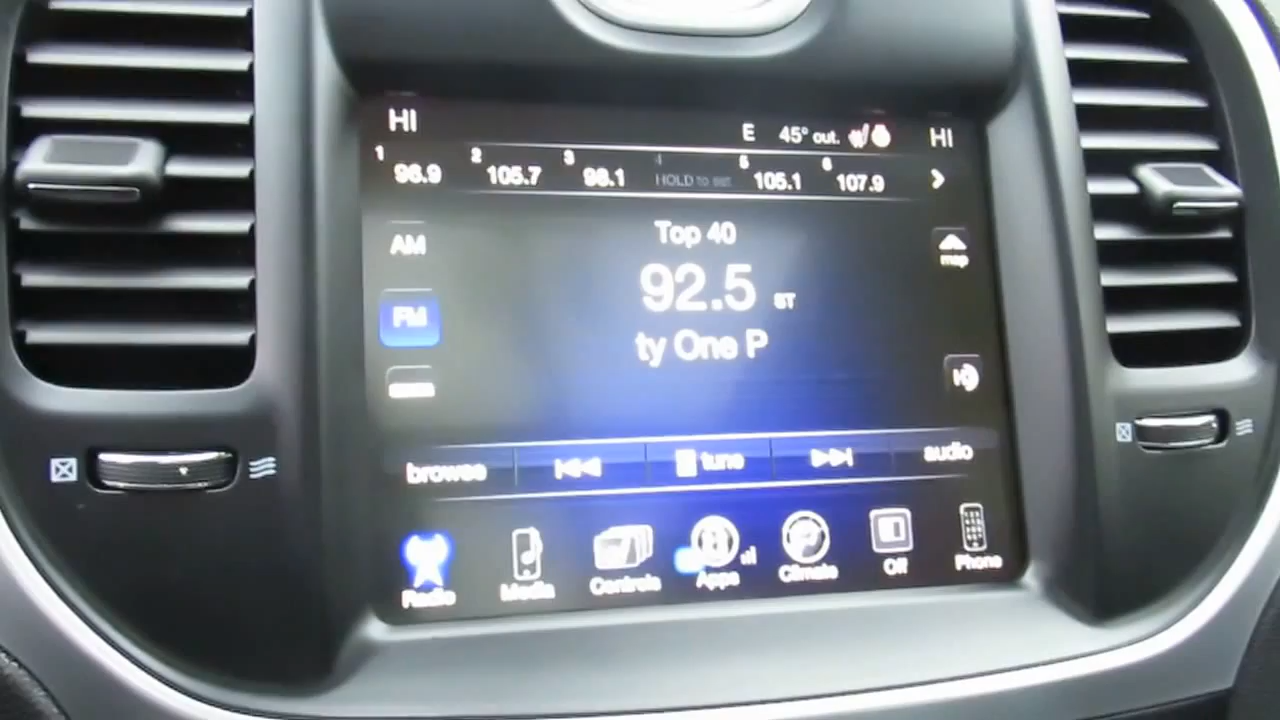 HI E 45° out. HI
1 96.9 2 105.7 3 98.1 4 HOLD to set 5 105.1 6 107.9
Top 40
AM
map
92.5 ST
FM
ty One P
browse tune audio
Radio Media Controls Apps Climate Off Phone